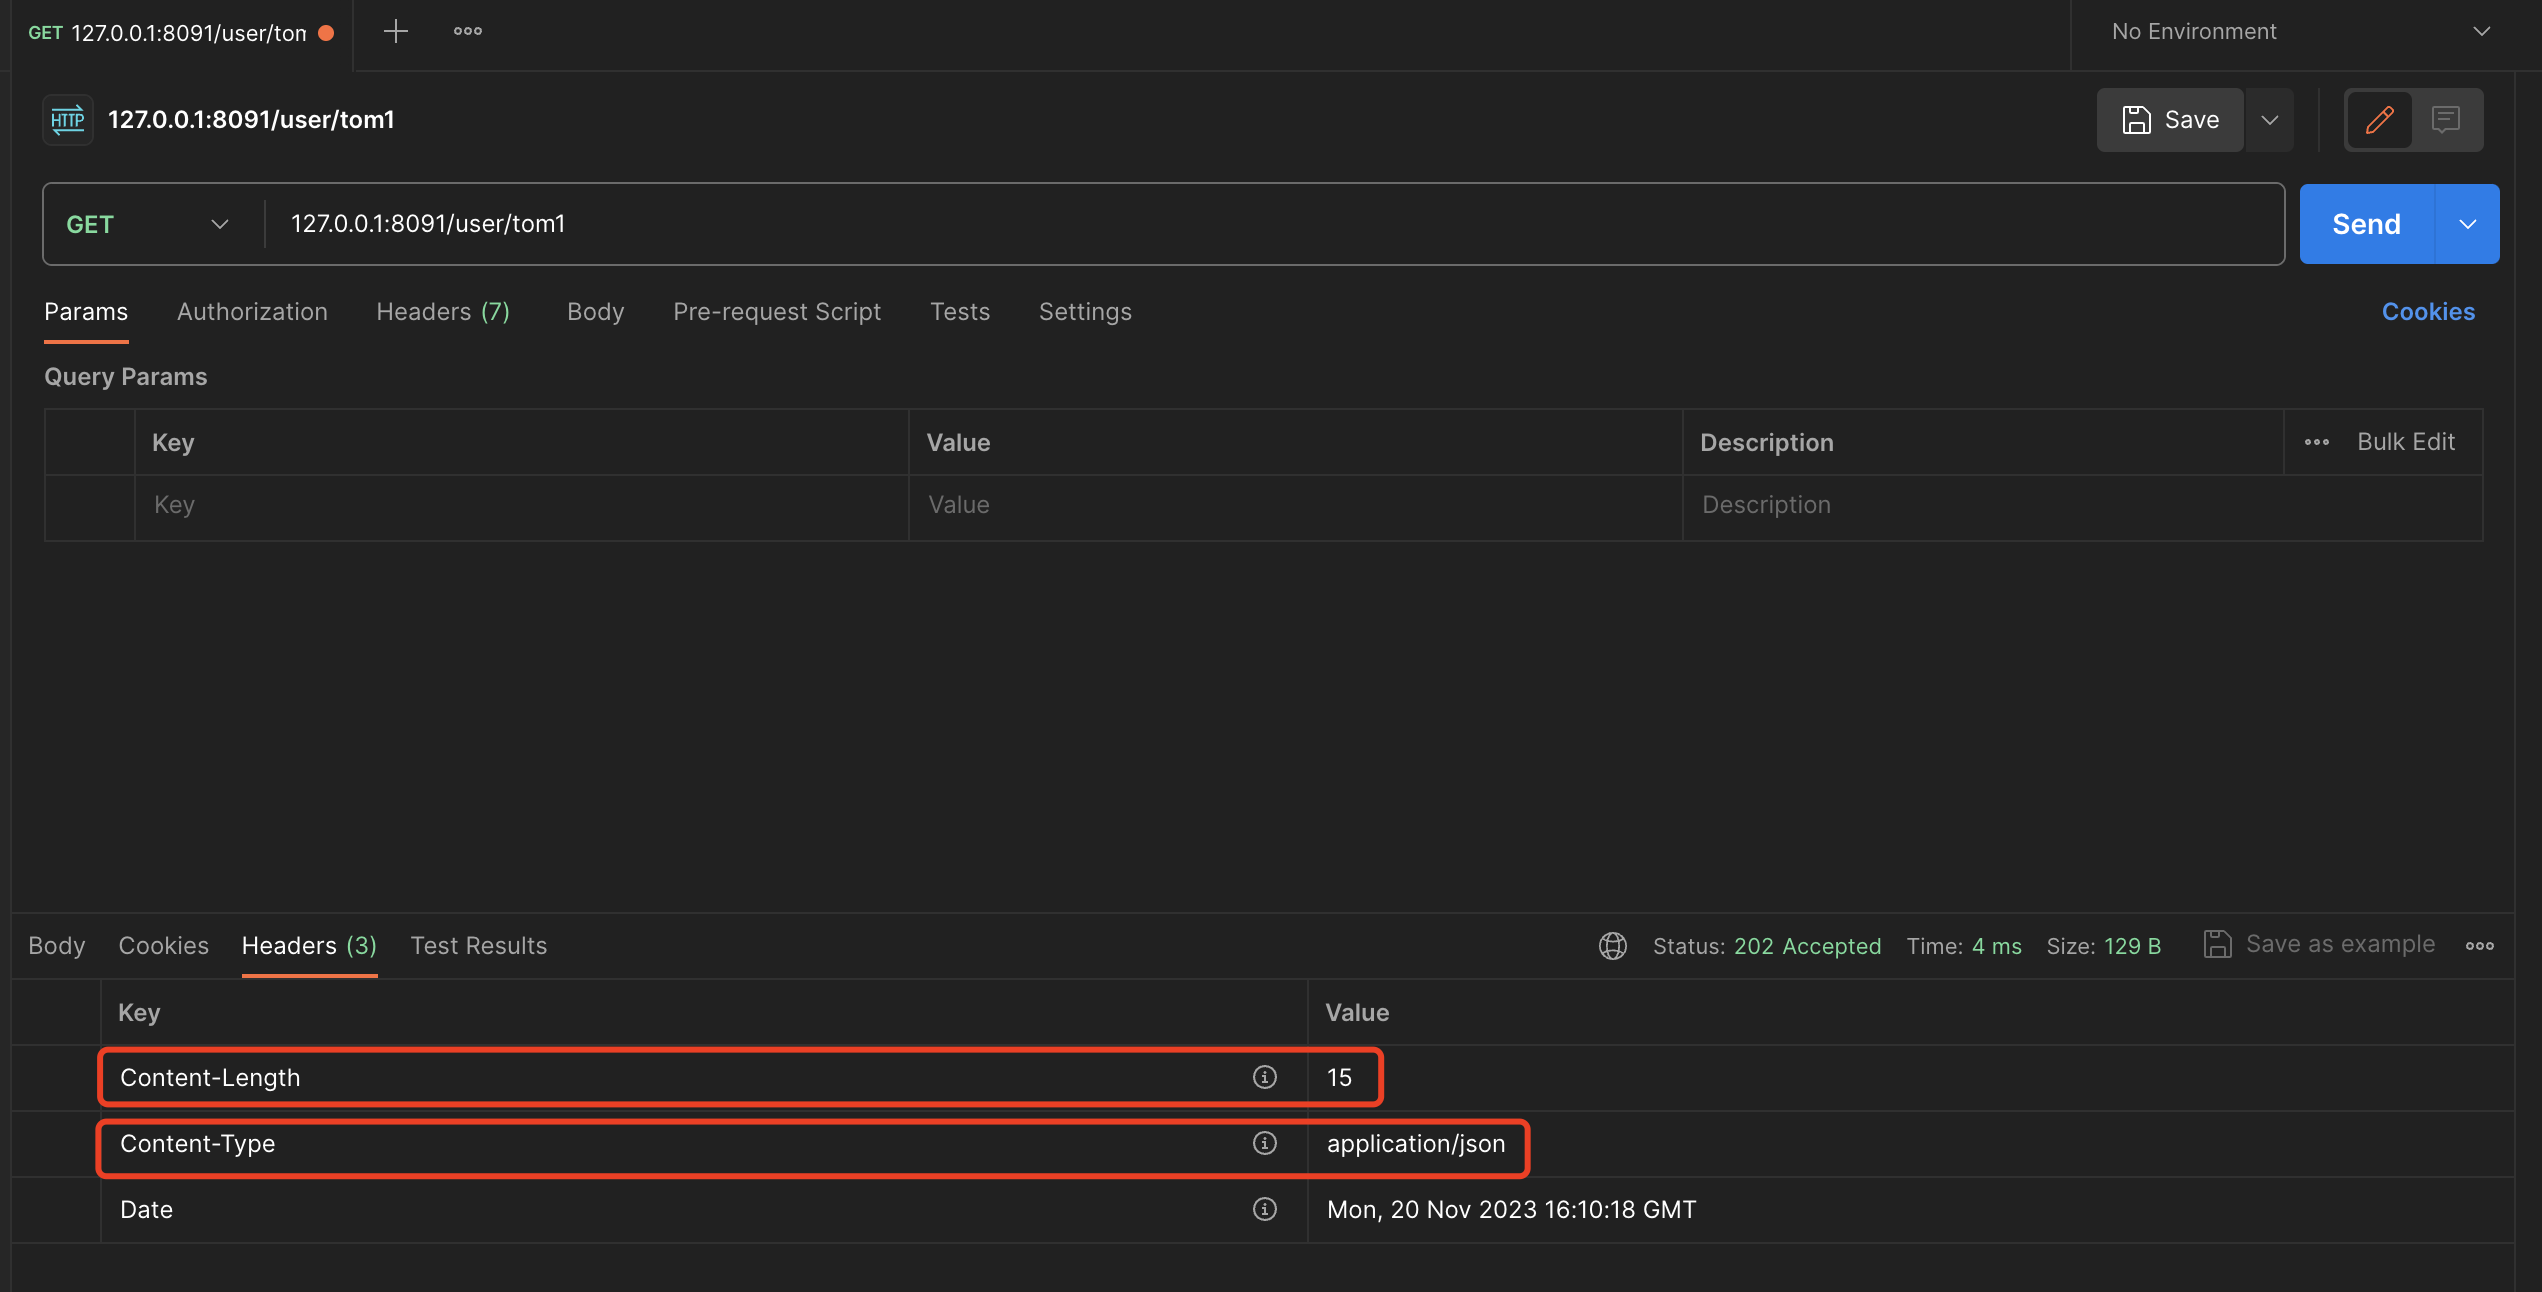 GET 127.0.0.1:8091/user/tom
No Environment
HTTP 127.0.0.1:8091/user/tom1
Save
GET 127.0.0.1:8091/user/tom1
Send
Params Authorization Headers (7) Body Pre-request Script Tests Settings Cookies
Query Params
Key Value Description Bulk Edit
Key Value Description
Body Cookies Headers (3) Test Results Status: 202 Accepted Time: 4 ms Size: 129 B Save as example
Key Value
Content-Length 15
Content-Type application/json
Date Mon, 20 Nov 2023 16:10:18 GMT